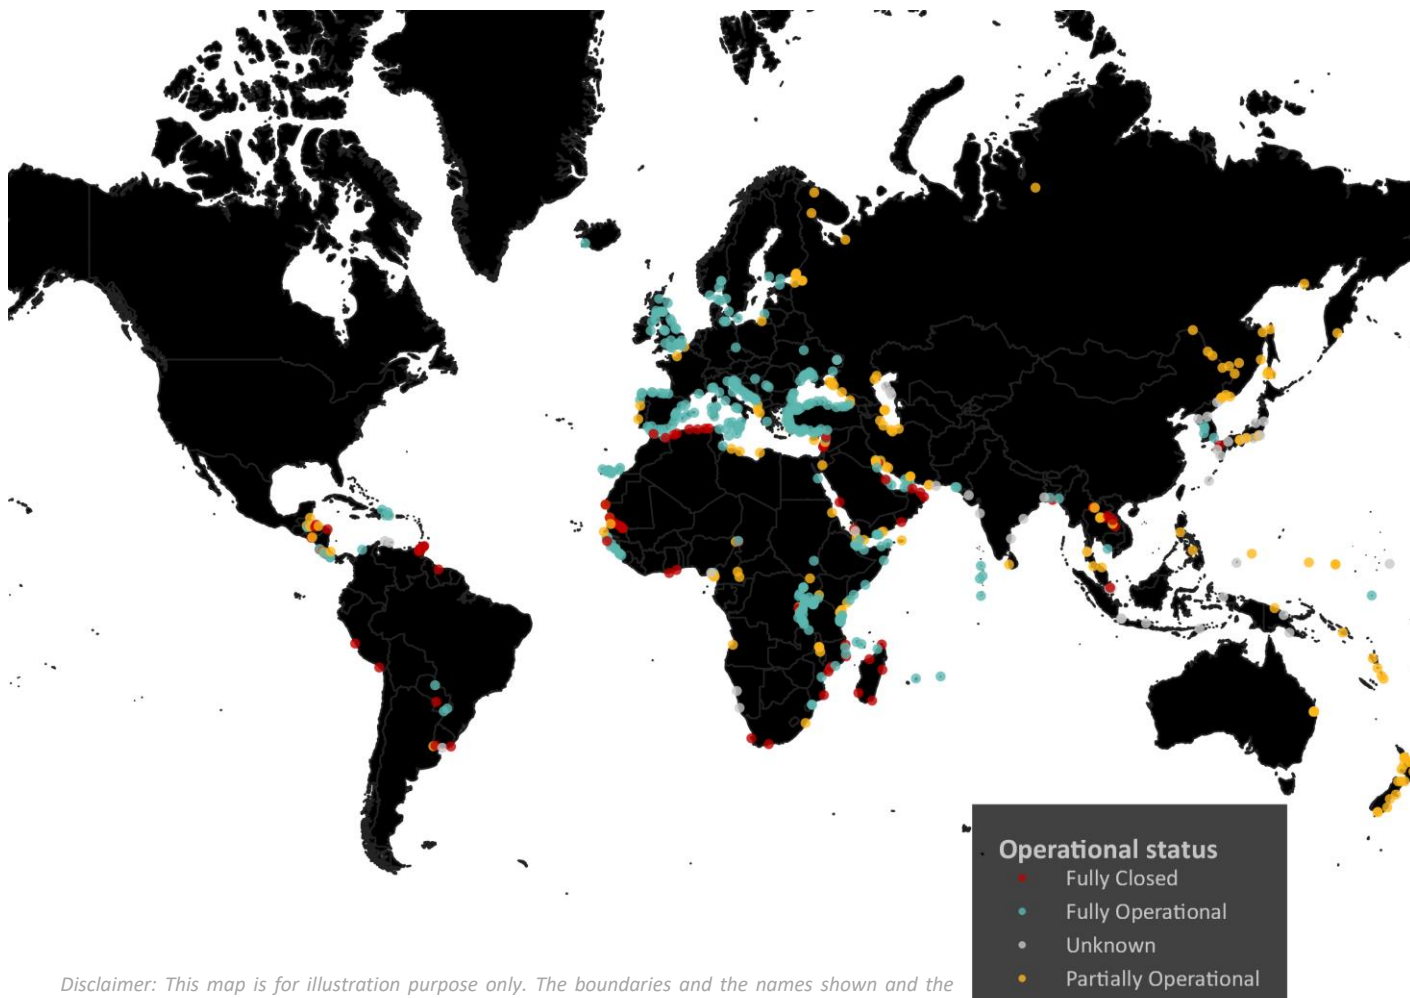 Operational status
Fully Closed
Fully Operational
Unknown
Partially Operational
Disclaimer: This map is for illustration purpose only. The boundaries and the names shown and the